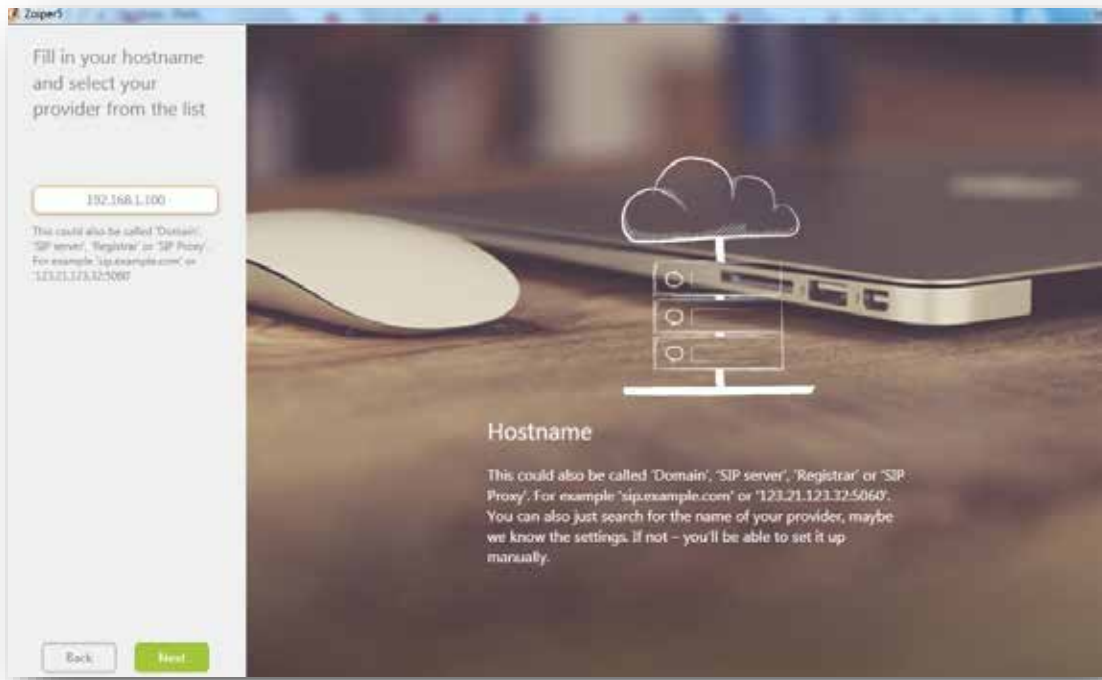 Zoiper5
Fill in your hostname
and select your
provider from the list
192.168.1.100
This could also be called 'Domain',
'SIP server', 'Registrar' or 'SIP Proxy'.
For example 'sip.example.com' or
'123.21.123.32:5060'
Hostname
This could also be called 'Domain', 'SIP server', 'Registrar' or 'SIP
Proxy'. For example 'sip.example.com' or '123.21.123.32:5060'.
You can also just search for the name of your provider, maybe
we know the settings. If not – you'll be able to set it up
manually.
Back
Next